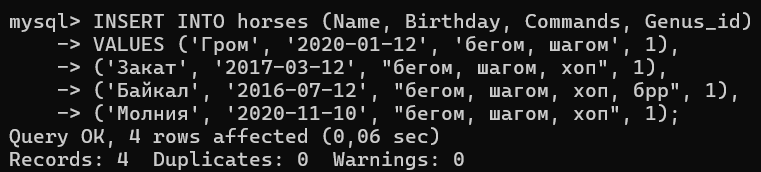 mysql> INSERT INTO horses (Name, Birthday, Commands, Genus_id)
    -> VALUES ('Гром', '2020-01-12', 'бегом, шагом', 1),
    -> ('Закат', '2017-03-12', "бегом, шагом, хоп", 1),
    -> ('Байкал', '2016-07-12', "бегом, шагом, хоп, брр", 1),
    -> ('Молния', '2020-11-10', "бегом, шагом, хоп", 1);
Query OK, 4 rows affected (0,06 sec)
Records: 4  Duplicates: 0  Warnings: 0